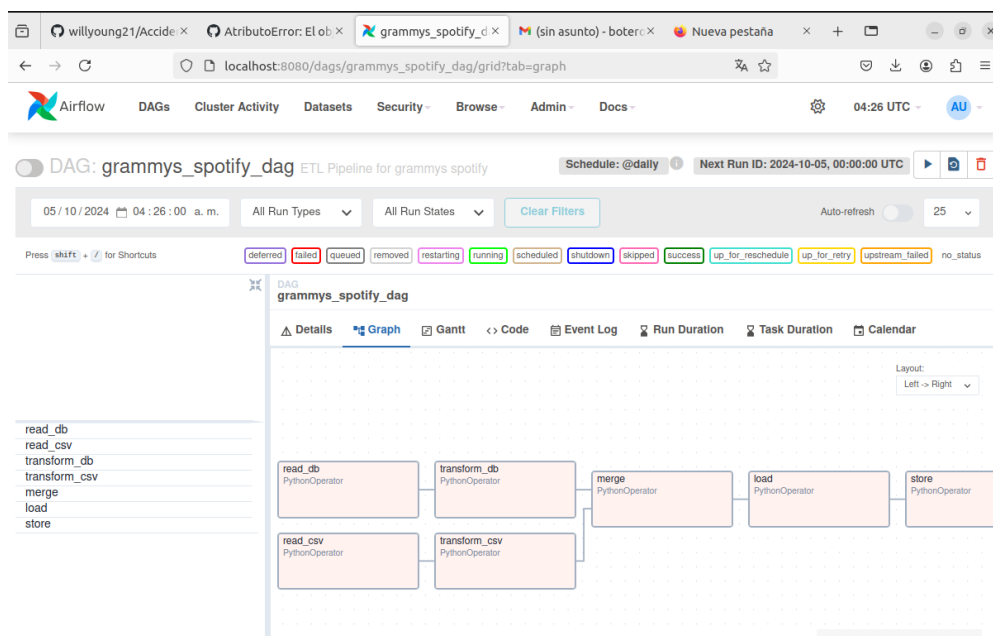 willyoung21/Accide
AtributoError: El ob
grammys_spotify_d
(sin asunto) - boterc
Nueva pestaña
localhost:8080/dags/grammys_spotify_dag/grid?tab=graph
Airflow
DAGs
Cluster Activity
Datasets
Security
Browse
Admin
Docs
04:26 UTC
AU
DAG: grammys_spotify_dag ETL Pipeline for grammys spotify
Schedule: @daily
Next Run ID: 2024-10-05, 00:00:00 UTC
05/10/2024 04:26:00 a. m.
All Run Types
All Run States
Clear Filters
Auto-refresh
25
Press shift + / for Shortcuts
deferred failed queued removed restarting running scheduled shutdown skipped success up_for_reschedule up_for_retry upstream_failed no_status
DAG
grammys_spotify_dag
Details
Graph
Gantt
<> Code
Event Log
Run Duration
Task Duration
Calendar
Layout:
Left -> Right
read_db
read_csv
transform_db
transform_csv
merge
load
store
read_db
PythonOperator
transform_db
PythonOperator
merge
PythonOperator
load
PythonOperator
store
PythonOperator
read_csv
PythonOperator
transform_csv
PythonOperator